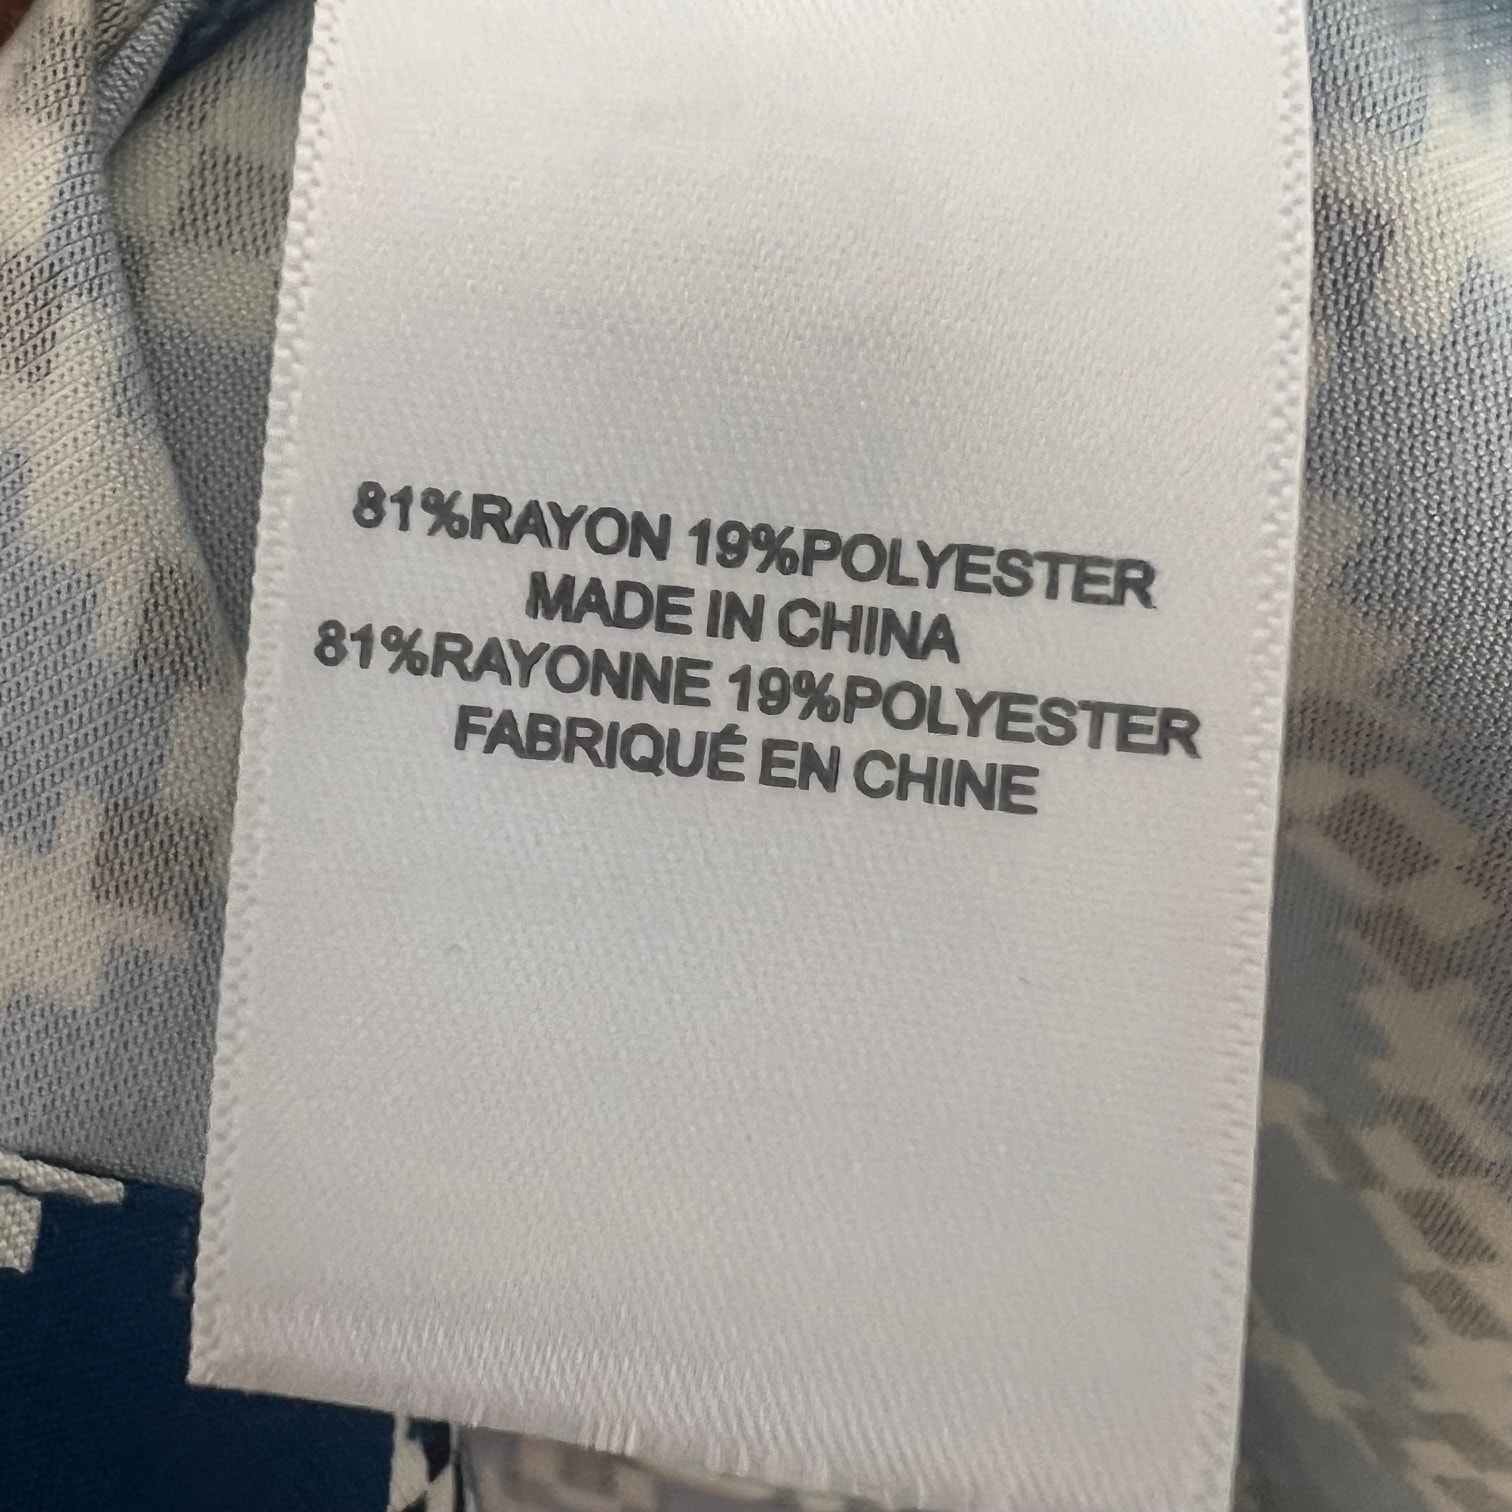 81%RAYON 19%POLYESTER
MADE IN CHINA
81%RAYONNE 19%POLYESTER
FABRIQUÉ EN CHINE